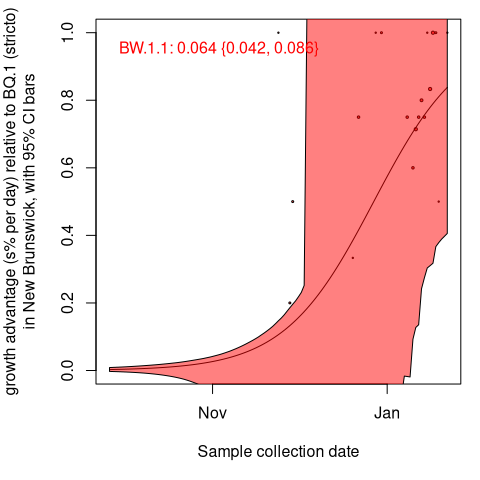 growth advantage (s% per day) relative to BQ.1 (stricto)
in New Brunswick, with 95% CI bars
BW.1.1: 0.064 {0.042, 0.086}
1.0
0.8
0.6
0.4
0.2
0.0
Nov Jan
Sample collection date